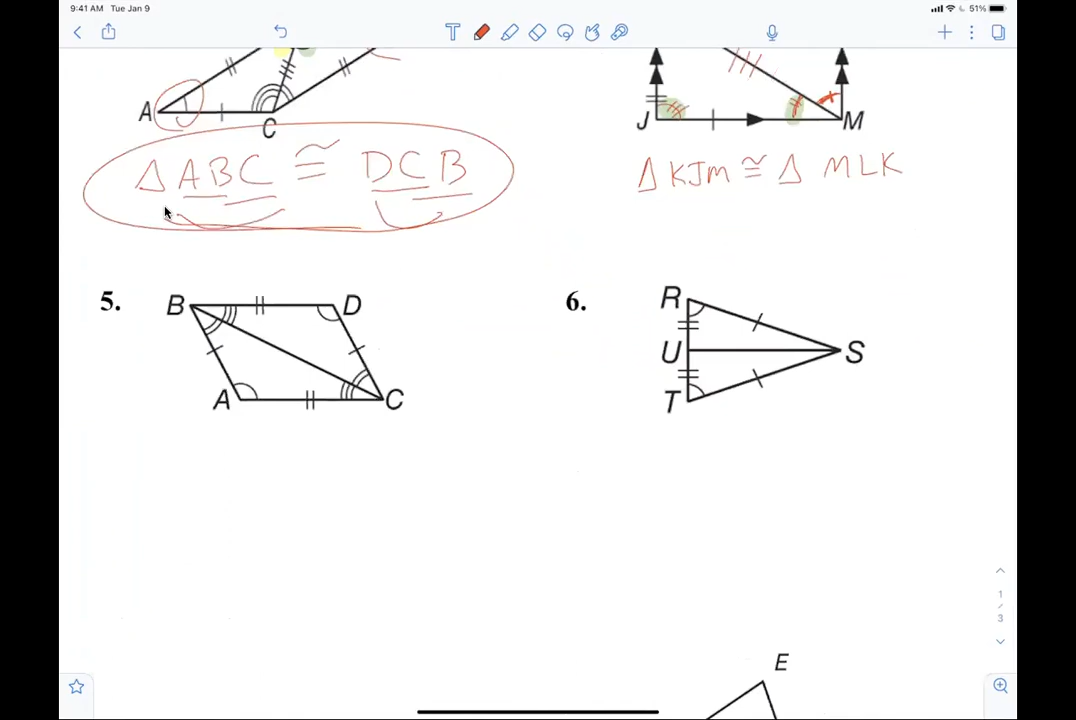 9:41 AM Tue Jan 9
51%
T
A
C
J
M
Δ ABC ≅ DCB
Δ KJM ≅ Δ MLK
5.
B
D
A
C
6.
R
U
S
T
1
/
3
E